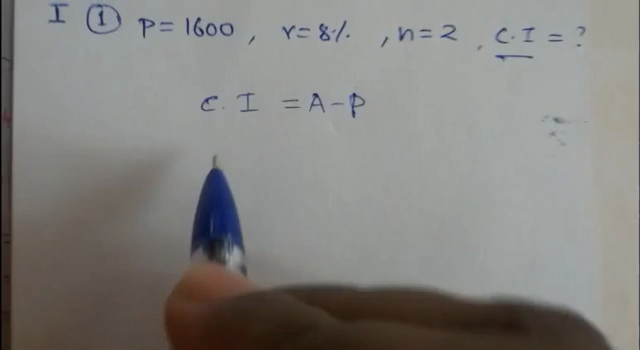 I ① P=1600, r=8%, n=2, C.I=?
C.I = A-P